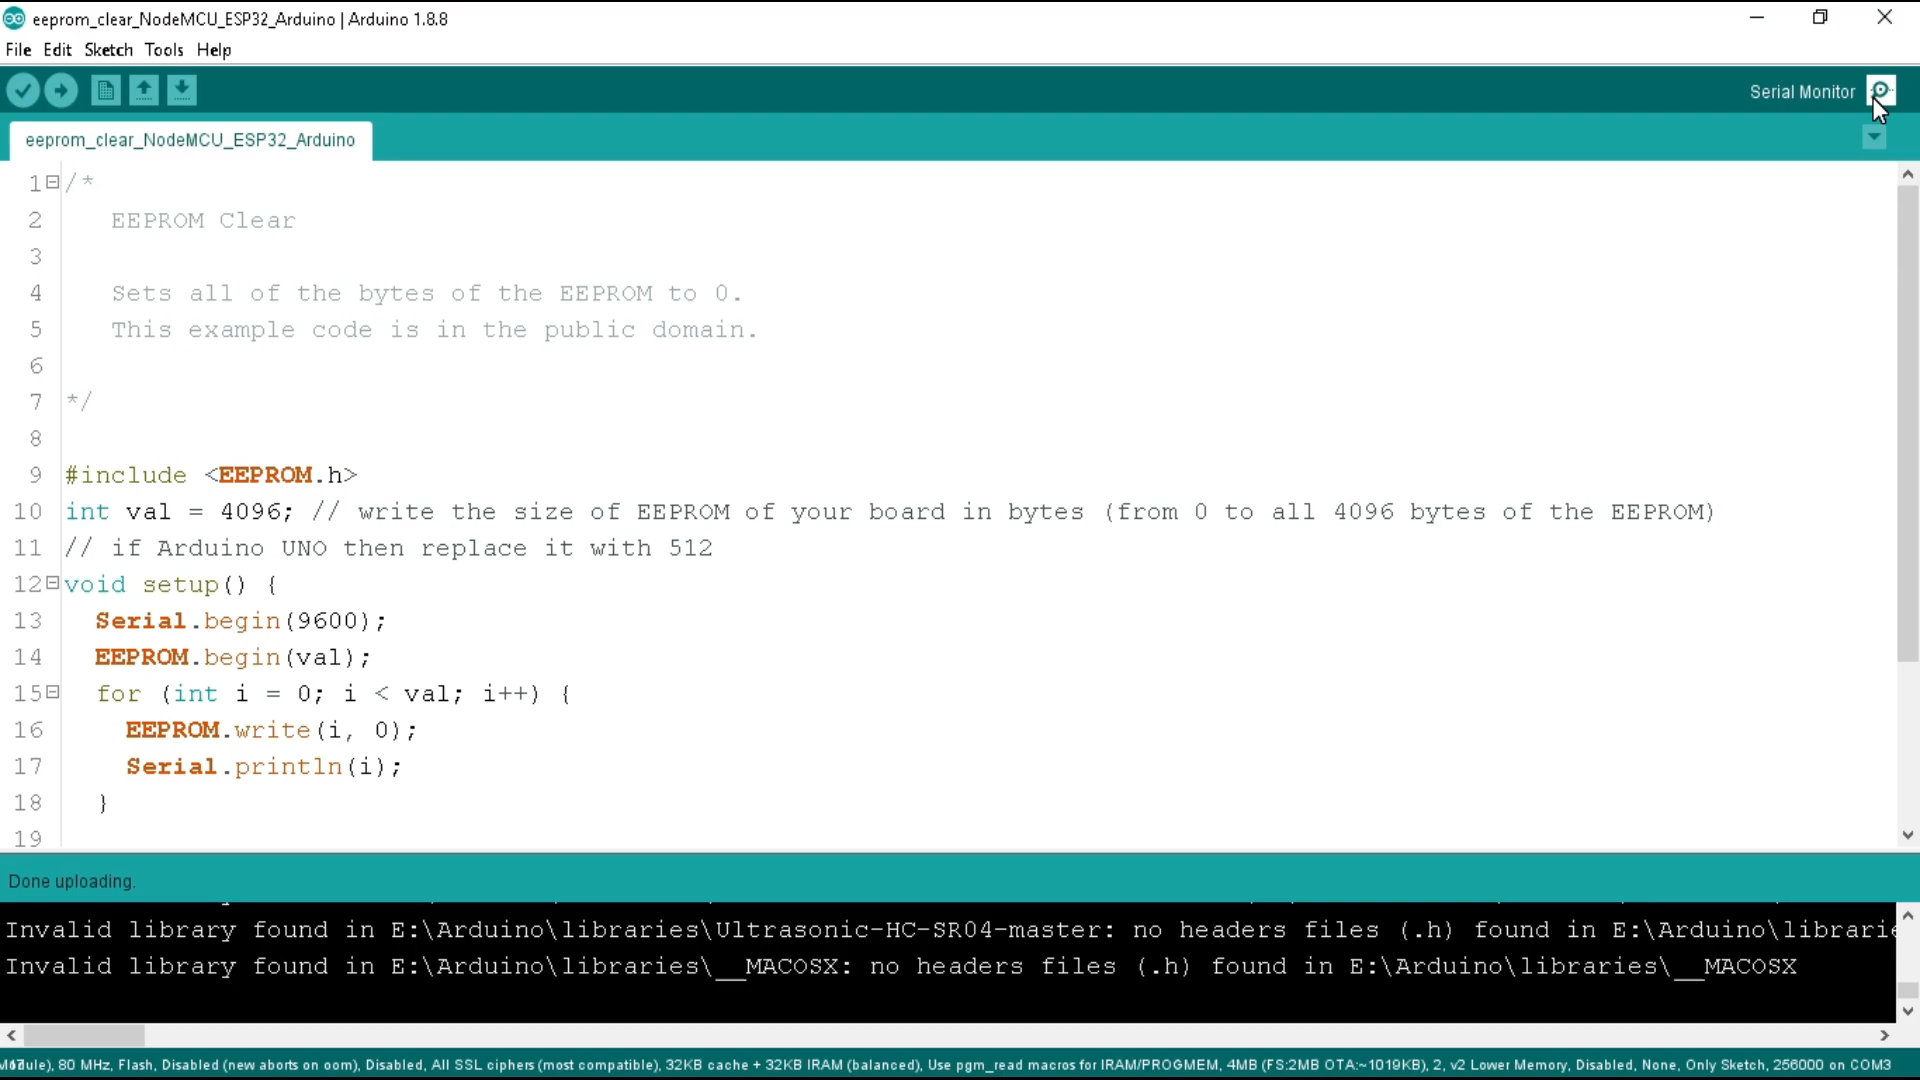 eeprom_clear_NodeMCU_ESP32_Arduino | Arduino 1.8.8
File Edit Sketch Tools Help
Serial Monitor
eeprom_clear_NodeMCU_ESP32_Arduino
1 /*
2 EEPROM Clear
3
4 Sets all of the bytes of the EEPROM to 0.
5 This example code is in the public domain.
6
7 */
8
9 #include <EEPROM.h>
10 int val = 4096; // write the size of EEPROM of your board in bytes (from 0 to all 4096 bytes of the EEPROM)
11 // if Arduino UNO then replace it with 512
12 void setup() {
13 Serial.begin(9600);
14 EEPROM.begin(val);
15 for (int i = 0; i < val; i++) {
16 EEPROM.write(i, 0);
17 Serial.println(i);
18 }
19
Done uploading.
Invalid library found in E:\Arduino\libraries\Ultrasonic-HC-SR04-master: no headers files (.h) found in E:\Arduino\librarie
Invalid library found in E:\Arduino\libraries\__MACOSX: no headers files (.h) found in E:\Arduino\libraries\__MACOSX
80 MHz, Flash, Disabled (new aborts on oom), Disabled, All SSL ciphers (most compatible), 32KB cache + 32KB IRAM (balanced), Use pgm_read macros for IRAM/PROGMEM, 4MB (FS:2MB OTA:~1019KB), 2, v2 Lower Memory, Disabled, None, Only Sketch, 256000 on COM3